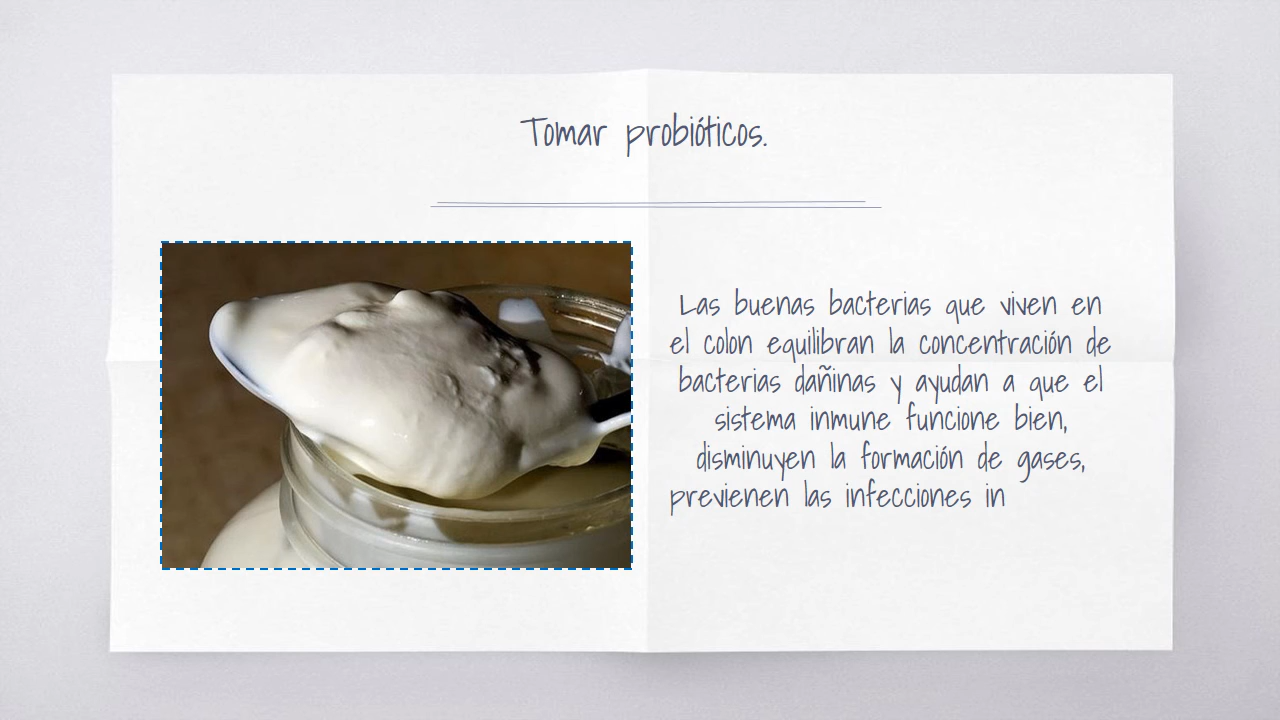 Tomar probióticos.
Las buenas bacterias que viven en
el colon equilibran la concentración de
bacterias dañinas y ayudan a que el
sistema inmune funcione bien,
disminuyen la formación de gases,
previenen las infecciones in